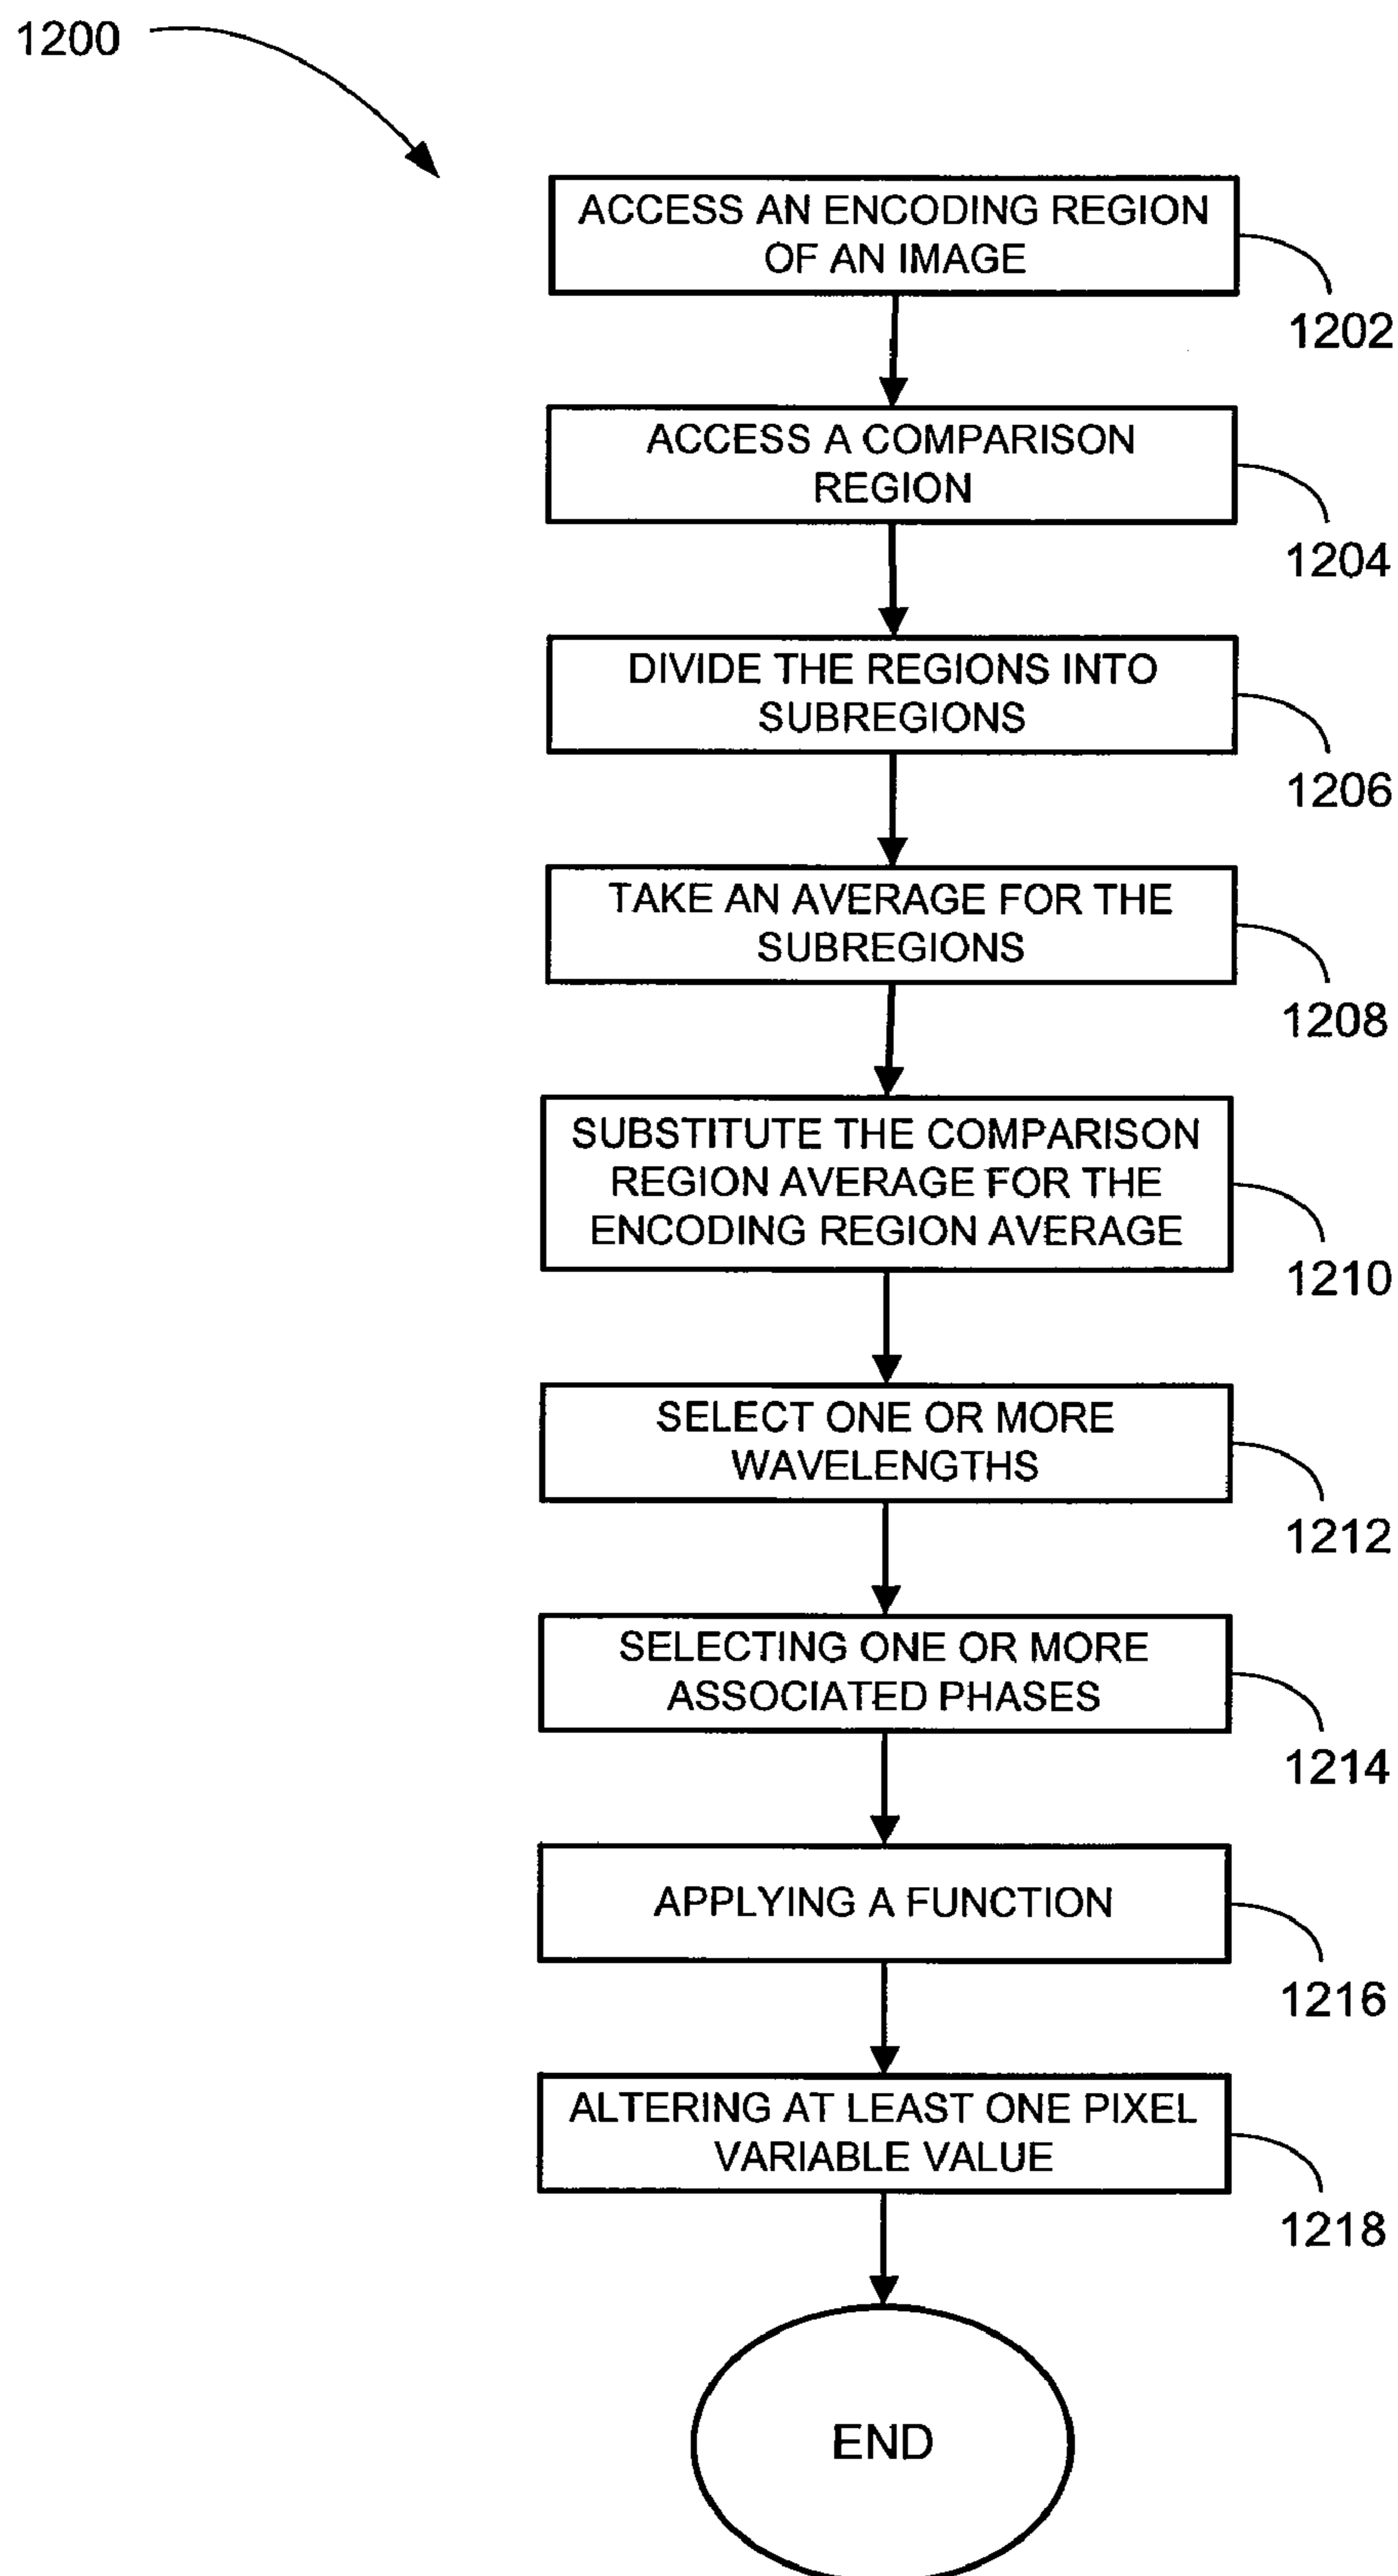 1200
ACCESS AN ENCODING REGION
OF AN IMAGE
1202
ACCESS A COMPARISON
REGION
1204
DIVIDE THE REGIONS INTO
SUBREGIONS
1206
TAKE AN AVERAGE FOR THE
SUBREGIONS
1208
SUBSTITUTE THE COMPARISON
REGION AVERAGE FOR THE
ENCODING REGION AVERAGE
1210
SELECT ONE OR MORE
WAVELENGTHS
1212
SELECTING ONE OR MORE
ASSOCIATED PHASES
1214
APPLYING A FUNCTION
1216
ALTERING AT LEAST ONE PIXEL
VARIABLE VALUE
1218
END